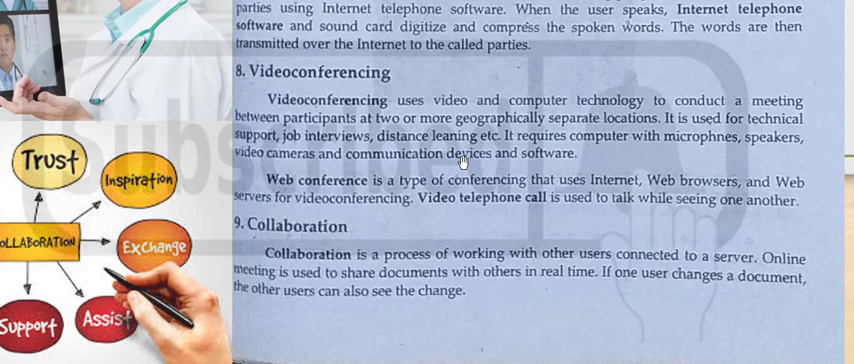 parties using Internet telephone software. When the user speaks, Internet telephone
software and sound card digitize and compress the spoken words. The words are then
transmitted over the Internet to the called parties.
8. Videoconferencing
Videoconferencing uses video and computer technology to conduct a meeting
between participants at two or more geographically separate locations. It is used for technical
support, job interviews, distance leaning etc. It requires computer with microphnes, speakers,
video cameras and communication devices and software.
Web conference is a type of conferencing that uses Internet, Web browsers, and Web
servers for videoconferencing. Video telephone call is used to talk while seeing one another.
9. Collaboration
Collaboration is a process of working with other users connected to a server. Online
meeting is used to share documents with others in real time. If one user changes a document,
the other users can also see the change.
Trust
Inspiration
OLLABORATION
Exchange
Support
Assist
Subscribed